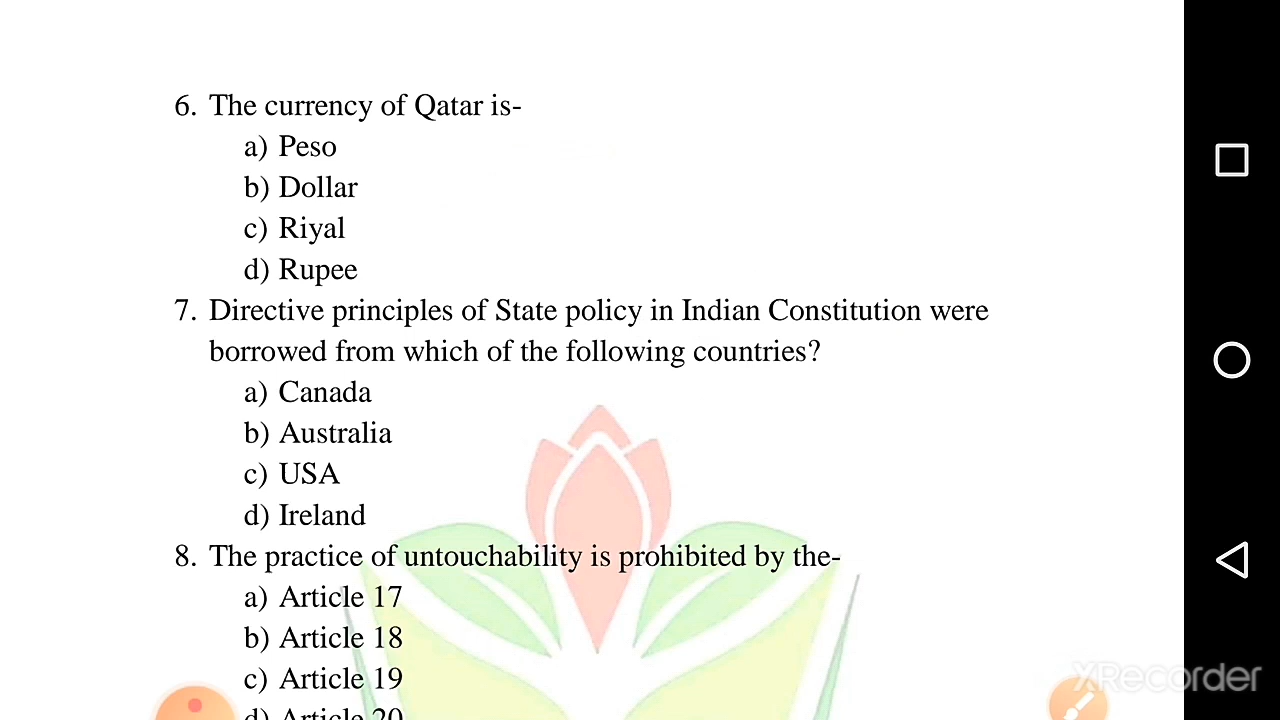 6. The currency of Qatar is-
a) Peso
b) Dollar
c) Riyal
d) Rupee
7. Directive principles of State policy in Indian Constitution were
borrowed from which of the following countries?
a) Canada
b) Australia
c) USA
d) Ireland
8. The practice of untouchability is prohibited by the-
a) Article 17
b) Article 18
c) Article 19
d) Article 20
XRecorder